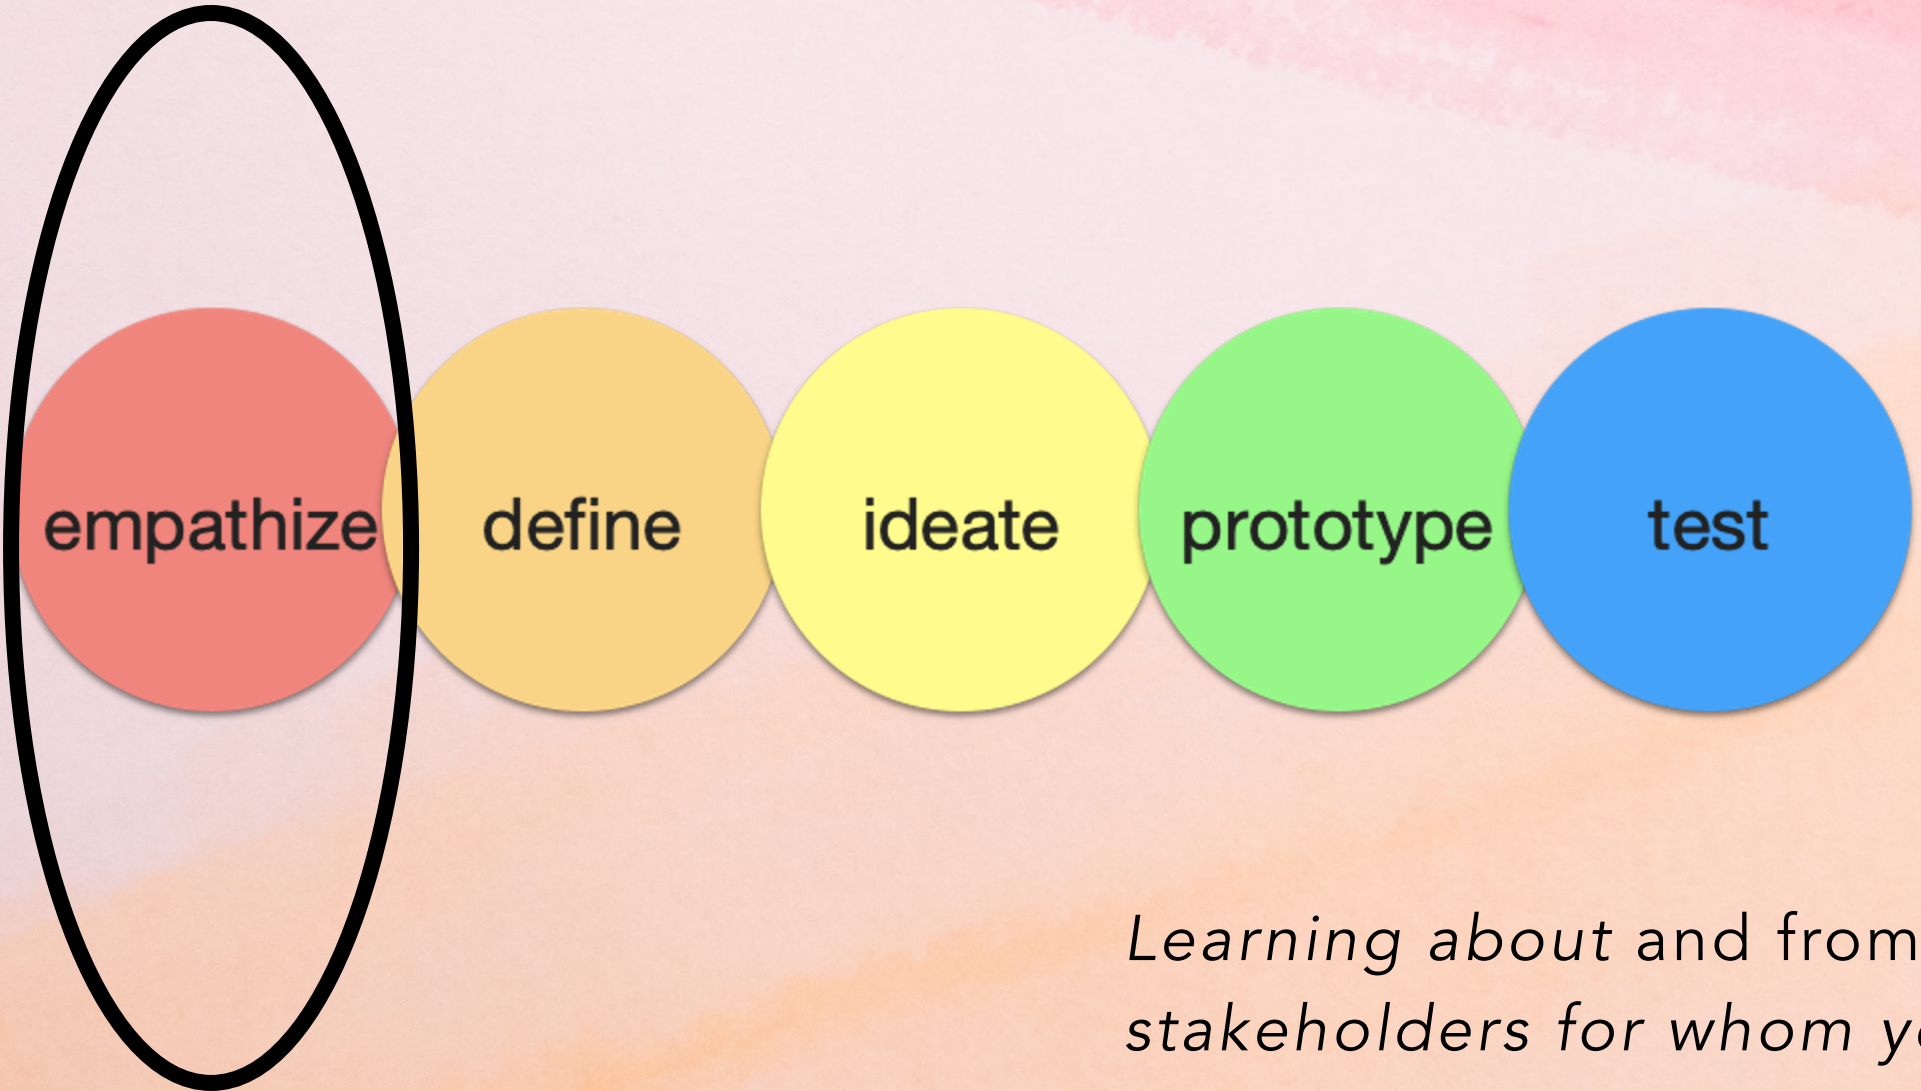 empathize define ideate prototype test
Learning about and from
stakeholders for whom